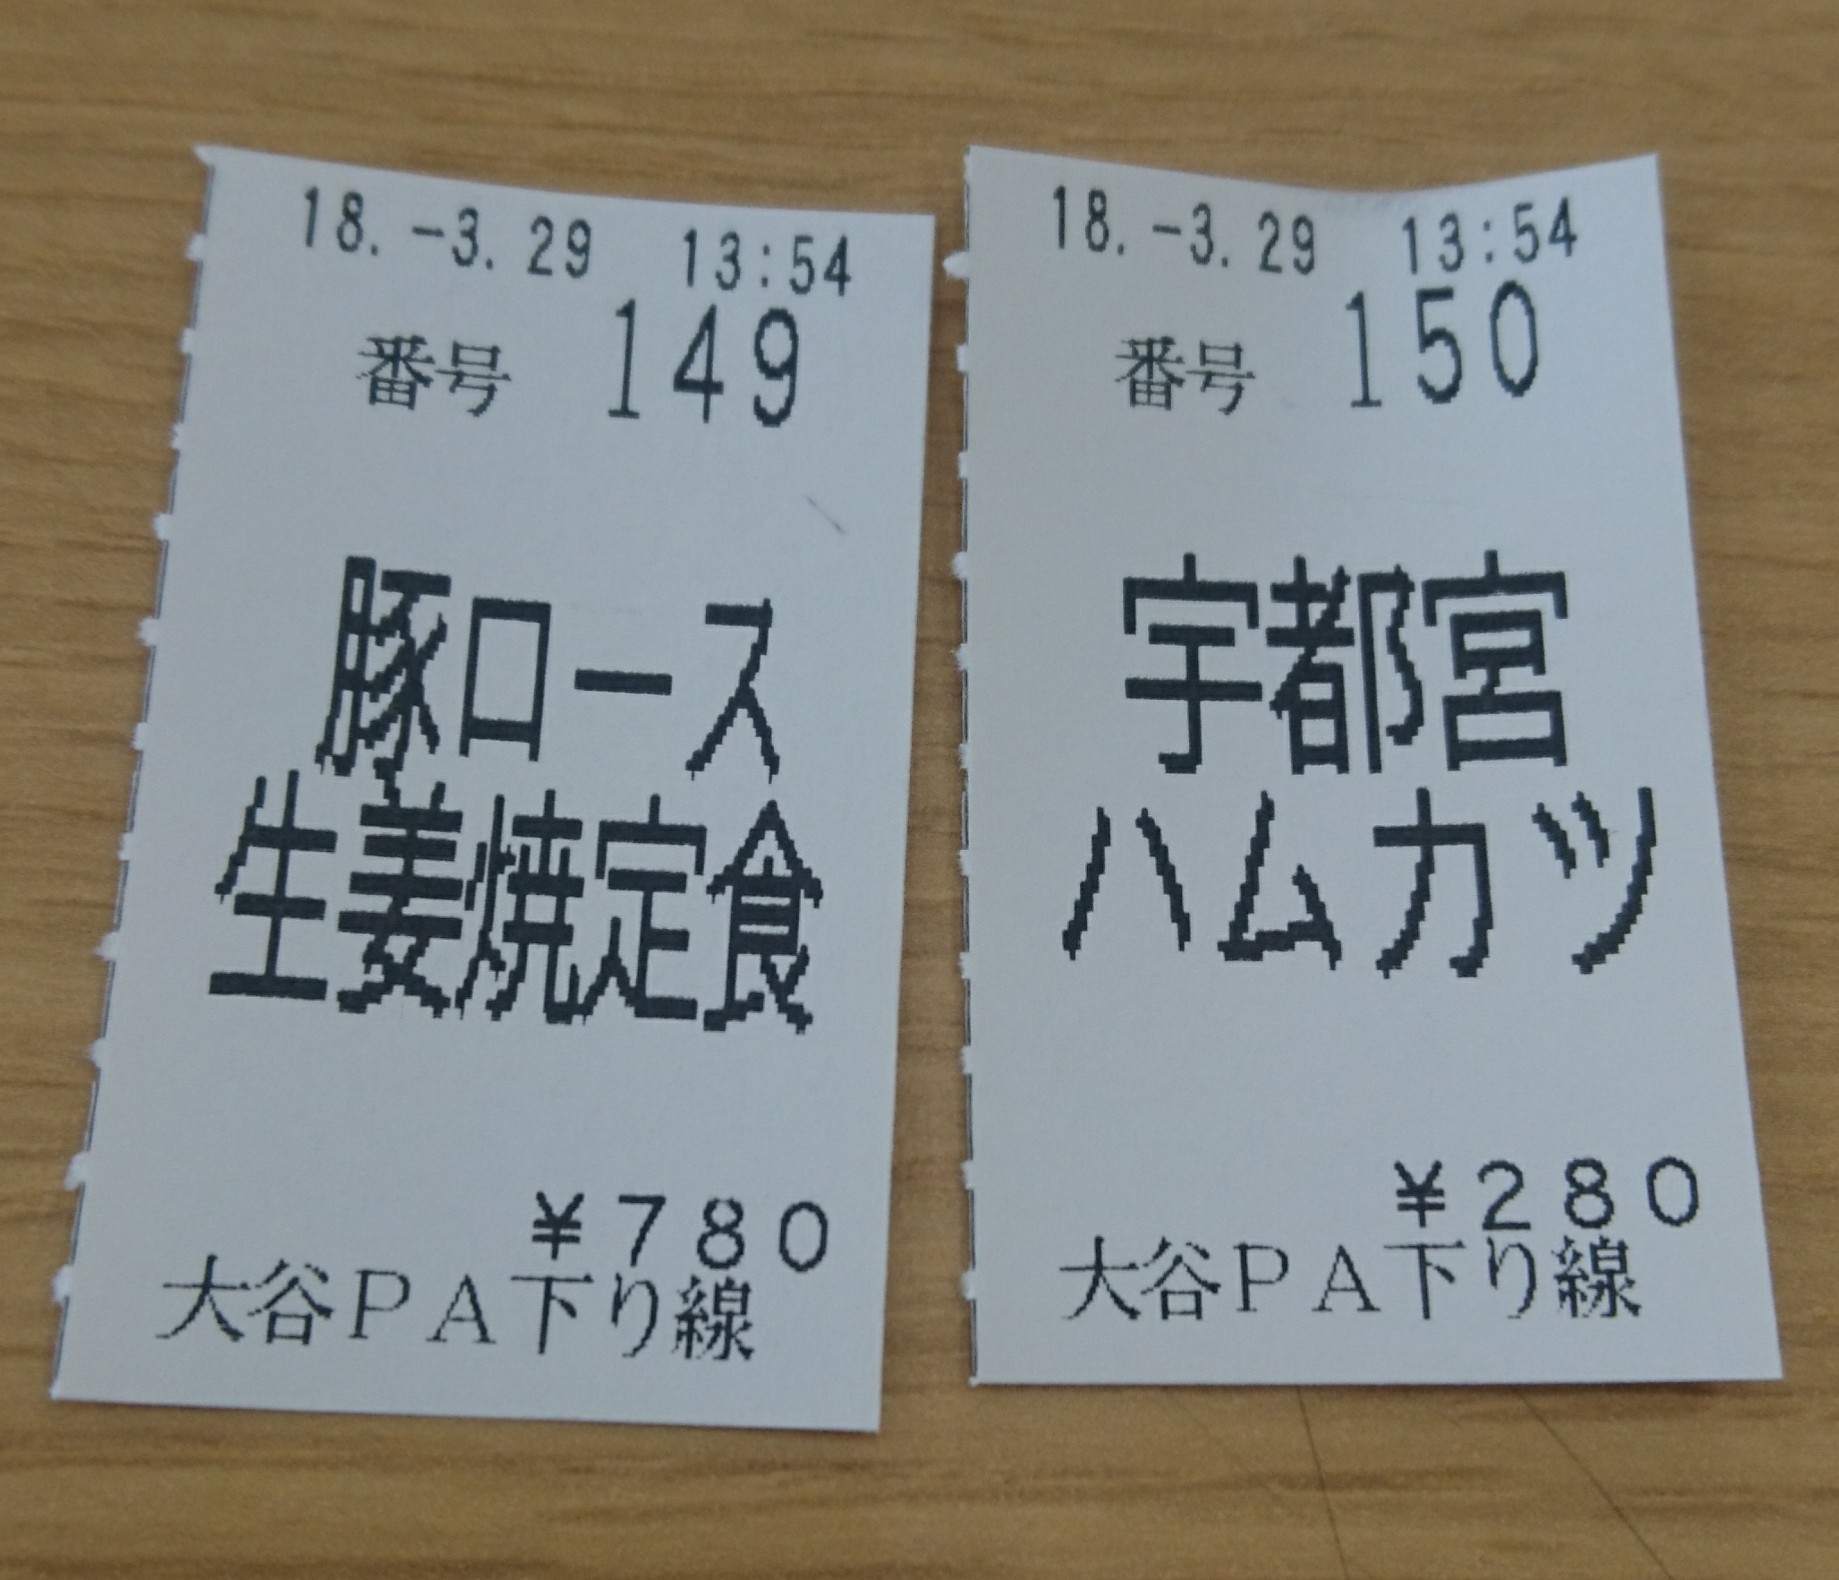 18.-3.29 13:54
番号 149
豚ロース
生姜焼定食
¥780
大谷PA下り線
18.-3.29 13:54
番号 150
宇都宮
ハムカツ
¥280
大谷PA下り線